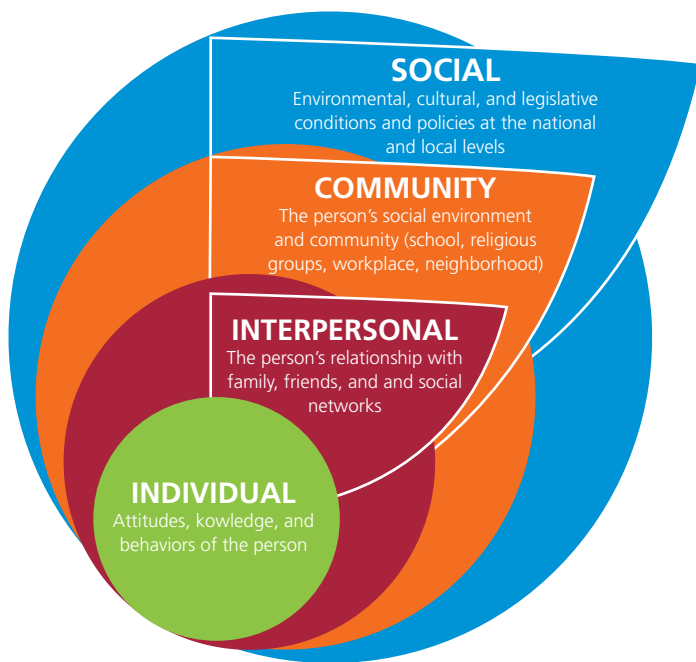 SOCIAL
Environmental, cultural, and legislative
conditions and policies at the national
and local levels
COMMUNITY
The person's social environment
and community (school, religious
groups, workplace, neighborhood)
INTERPERSONAL
The person's relationship with
family, friends, and and social
networks
INDIVIDUAL
Attitudes, kowledge, and
behaviors of the person